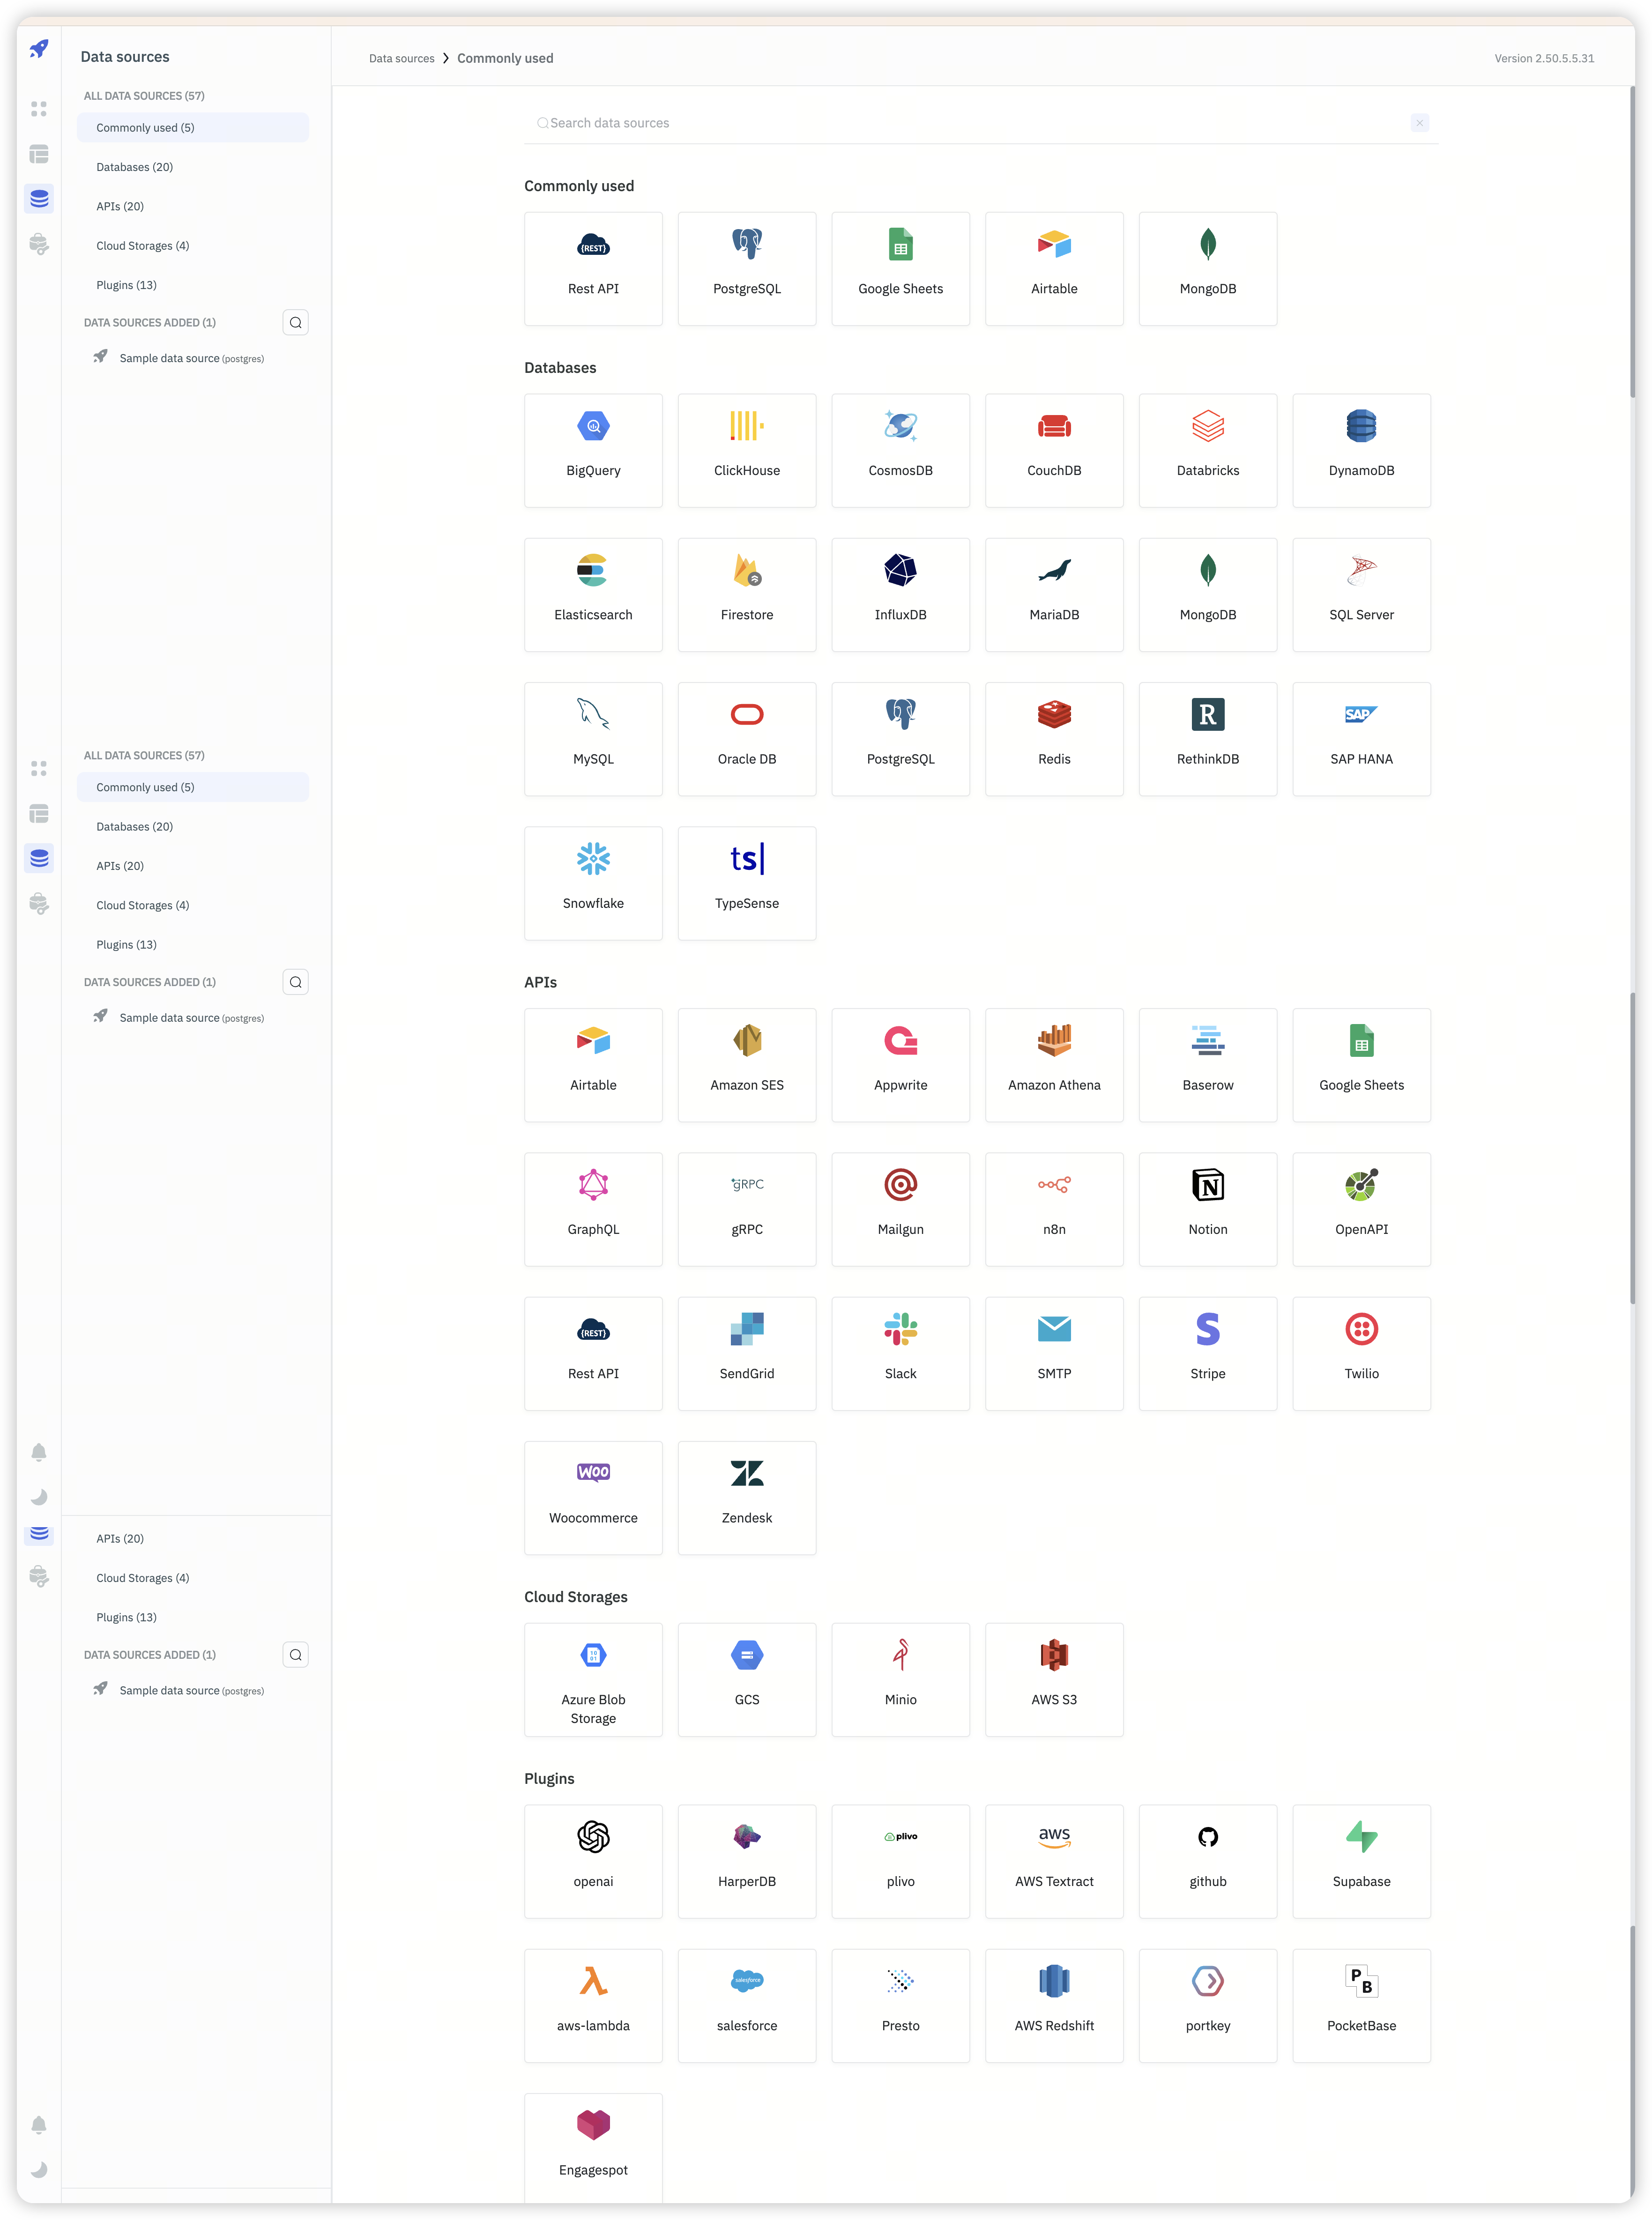 Data sources
Data sources > Commonly used
Version 2.50.5.5.31
ALL DATA SOURCES (57)
Commonly used (5)
Databases (20)
APIs (20)
Cloud Storages (4)
Plugins (13)
DATA SOURCES ADDED (1)
Sample data source (postgres)
ALL DATA SOURCES (57)
Commonly used (5)
Databases (20)
APIs (20)
Cloud Storages (4)
Plugins (13)
DATA SOURCES ADDED (1)
Sample data source (postgres)
APIs (20)
Cloud Storages (4)
Plugins (13)
DATA SOURCES ADDED (1)
Sample data source (postgres)
Search data sources
Commonly used
{REST}
Rest API
PostgreSQL
Google Sheets
Airtable
MongoDB
Databases
BigQuery
ClickHouse
CosmosDB
CouchDB
Databricks
DynamoDB
Elasticsearch
Firestore
InfluxDB
MariaDB
MongoDB
SQL Server
MySQL
Oracle DB
PostgreSQL
Redis
R
RethinkDB
SAP
SAP HANA
Snowflake
ts|
TypeSense
APIs
Airtable
Amazon SES
Appwrite
Amazon Athena
Baserow
Google Sheets
GraphQL
gRPC
gRPC
Mailgun
n8n
N
Notion
OpenAPI
{REST}
Rest API
SendGrid
Slack
SMTP
S
Stripe
Twilio
WOO
Woocommerce
Zendesk
Cloud Storages
10
01
Azure Blob
Storage
GCS
Minio
AWS S3
Plugins
openai
HarperDB
plivo
plivo
aws
AWS Textract
github
Supabase
aws-lambda
salesforce
salesforce
Presto
AWS Redshift
portkey
P
B
PocketBase
Engagespot